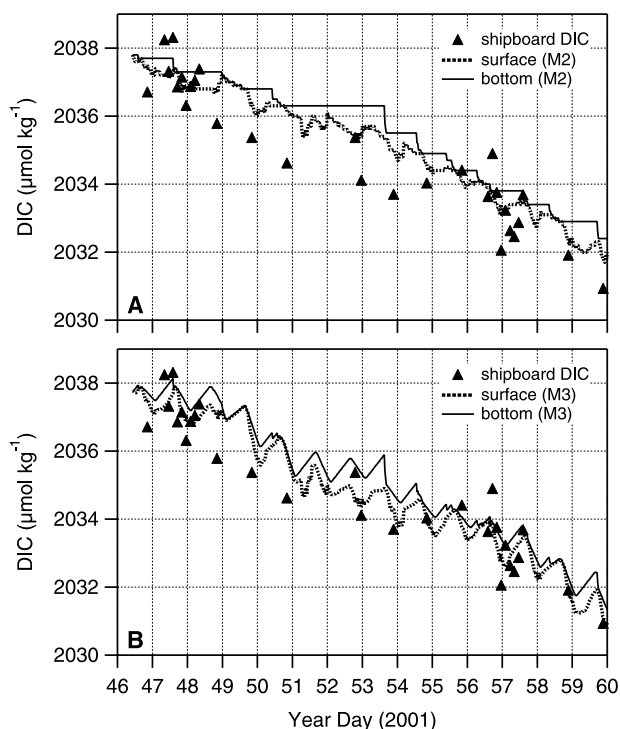 2038
2036
2034
2032
2030
DIC (μmol kg⁻¹)
shipboard DIC
surface (M2)
bottom (M2)
A
2038
2036
2034
2032
2030
DIC (μmol kg⁻¹)
shipboard DIC
surface (M3)
bottom (M3)
B
46 47 48 49 50 51 52 53 54 55 56 57 58 59 60
Year Day (2001)